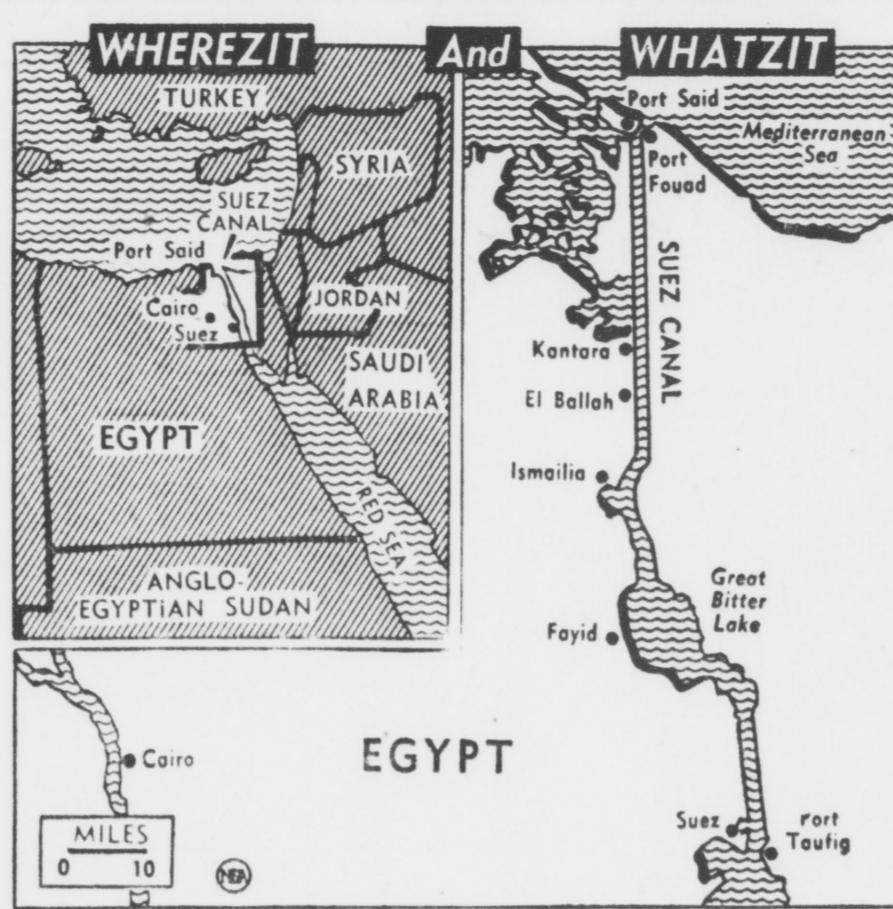 WHEREZIT And WHATZIT
TURKEY
SYRIA
SUEZ
CANAL
Port Said
JORDAN
Cairo
Suez
SAUDI
ARABIA
EGYPT
RED SEA
ANGLO-
EGYPTIAN SUDAN
Port Said
Mediterranean
Sea
Port
Fouad
SUEZ CANAL
Kantara
El Ballah
Ismailia
Great
Bitter
Lake
Fayid
Cairo
EGYPT
Suez
Port
Taufig
MILES
0 10
NEA